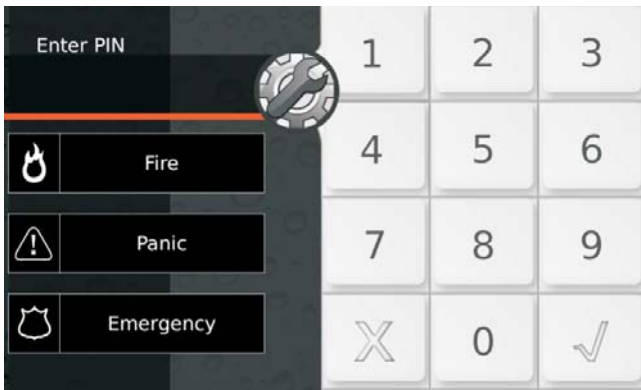 Enter PIN
1 2 3
Fire
4 5 6
Panic
7 8 9
Emergency
X 0 √